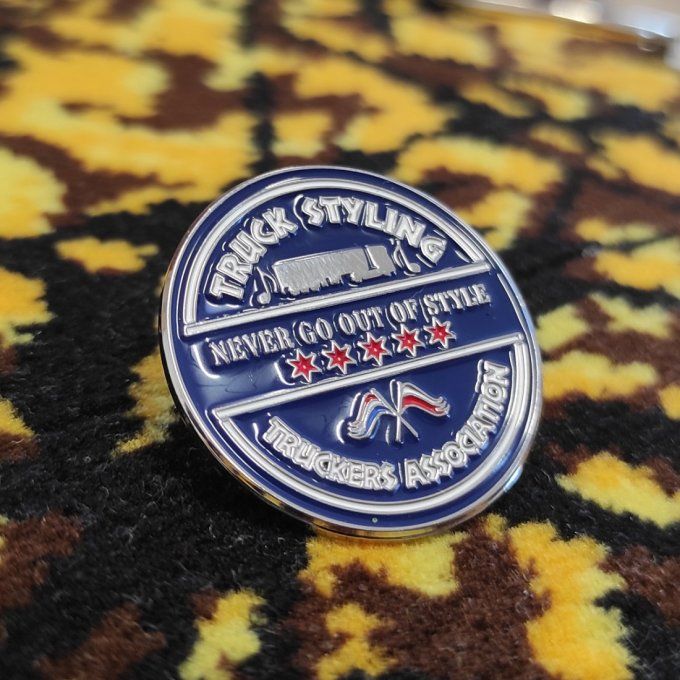 TRUCK STYLING
NEVER GO OUT OF STYLE
TRUCKERS ASSOCIATION